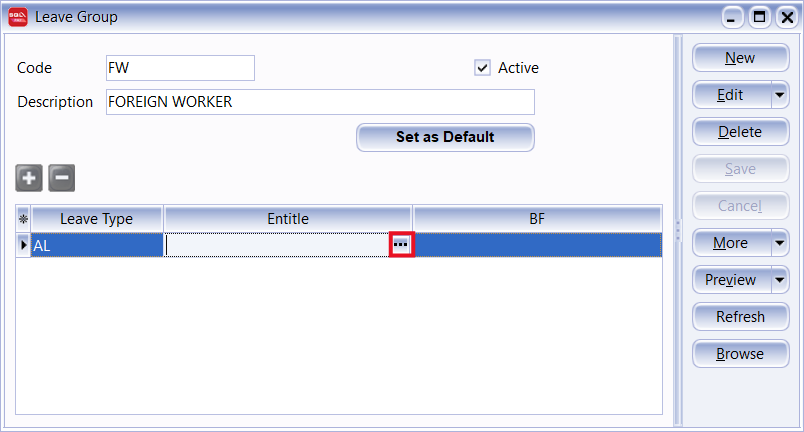 Leave Group
Code FW Active
Description FOREIGN WORKER
Set as Default
Leave Type Entitle BF
AL
New
Edit
Delete
Save
Cancel
More
Preview
Refresh
Browse